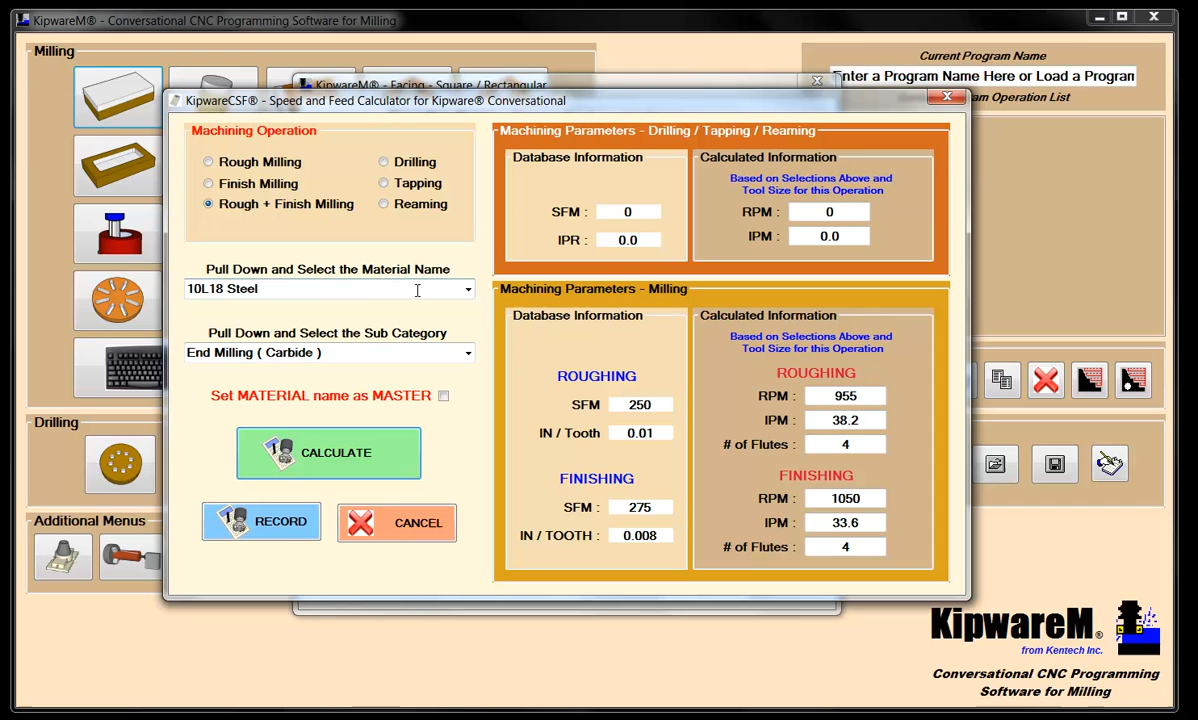 KipwareM® - Conversational CNC Programming Software for Milling
Milling
Current Program Name
Enter a Program Name Here or Load a Program
am Operation List
KipwareM® - Facing - Square / Rectangular
KipwareCSF® - Speed and Feed Calculator for Kipware® Conversational
Machining Operation
Rough Milling
Drilling
Finish Milling
Tapping
Rough + Finish Milling
Reaming
Pull Down and Select the Material Name
10L18 Steel
Pull Down and Select the Sub Category
End Milling ( Carbide )
Set MATERIAL name as MASTER
CALCULATE
RECORD
CANCEL
Machining Parameters - Drilling / Tapping / Reaming
Database Information
SFM : 0
IPR : 0.0
Calculated Information
Based on Selections Above and
Tool Size for this Operation
RPM : 0
IPM : 0.0
Machining Parameters - Milling
Database Information
ROUGHING
SFM 250
IN / Tooth 0.01
FINISHING
SFM : 275
IN / TOOTH : 0.008
Calculated Information
Based on Selections Above and
Tool Size for this Operation
ROUGHING
RPM : 955
IPM : 38.2
# of Flutes : 4
FINISHING
RPM : 1050
IPM : 33.6
# of Flutes : 4
Drilling
Additional Menus
KipwareM®
from Kentech Inc.
Conversational CNC Programming
Software for Milling